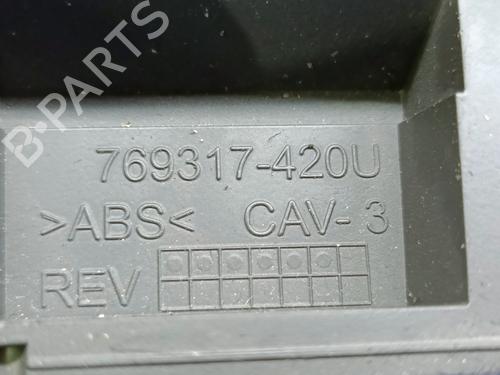 B-PARTS
769317-420U
>ABS< CAV- 3
REV